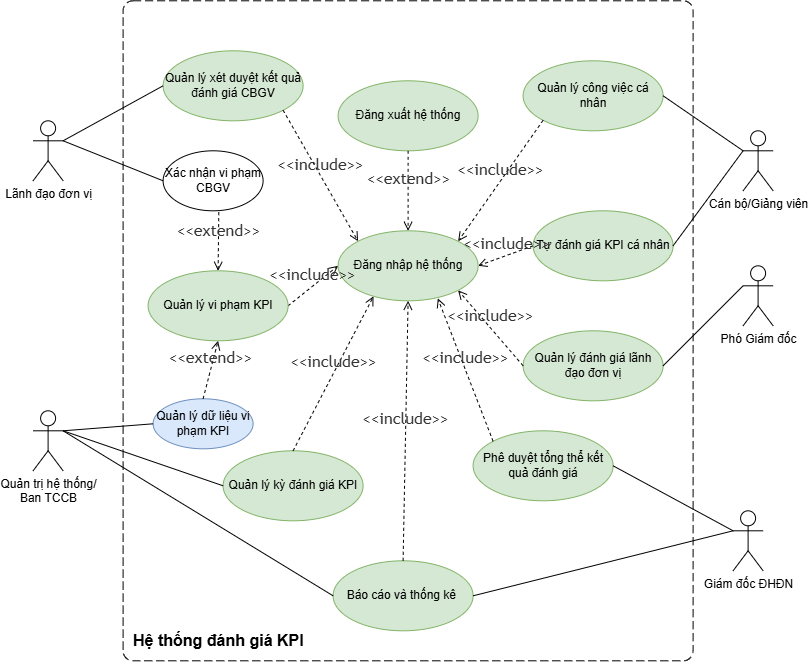 Quản lý xét duyệt kết quả
đánh giá CBGV
Đăng xuất hệ thống
Quản lý công việc cá
nhân
<<include>>
<<extend>>
<<include>>
Lãnh đạo đơn vị
Xác nhận vi phạm
CBGV
Cán bộ/Giảng viên
<<extend>>
<<include>>
Tự đánh giá KPI cá nhân
Đăng nhập hệ thống
<<include>>
Quản lý vi phạm KPI
<<include>>
Phó Giám đốc
<<extend>>
<<include>>
<<include>>
Quản lý đánh giá lãnh
đạo đơn vị
Quản lý dữ liệu vi
phạm KPI
<<include>>
Phê duyệt tổng thể kết
quả đánh giá
Quản trị hệ thống/
Ban TCCB
Quản lý kỳ đánh giá KPI
Giám đốc ĐHĐN
Báo cáo và thống kê
Hệ thống đánh giá KPI